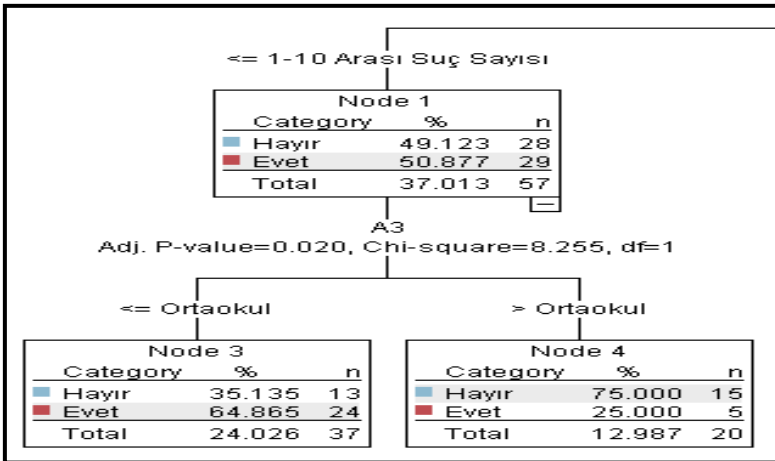 <= 1-10 Arası Suç Sayısı
Node 1
Category % n
Hayır 49.123 28
Evet 50.877 29
Total 37.013 57
A3
Adj. P-value=0.020, Chi-square=8.255, df=1
<= Ortaokul
> Ortaokul
Node 3
Category % n
Hayır 35.135 13
Evet 64.865 24
Total 24.026 37
Node 4
Category % n
Hayır 75.000 15
Evet 25.000 5
Total 12.987 20